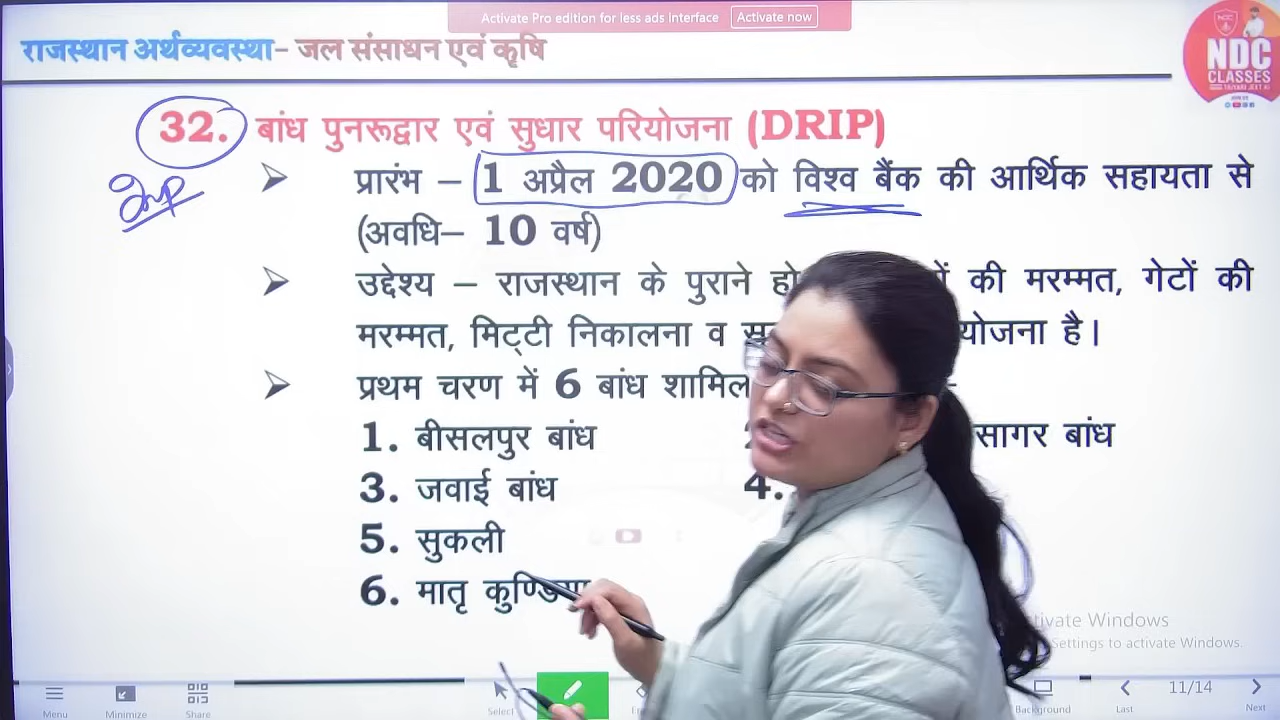 Activate Pro edition for less ads interface Activate now
राजस्थान अर्थव्यवस्था– जल संसाधन एवं कृषि
NDC
CLASSES
32. बांध पुनरूद्वार एवं सुधार परियोजना (DRIP)
Imp
प्रारंभ – 1 अप्रैल 2020 को विश्व बैंक की आर्थिक सहायता से
(अवधि– 10 वर्ष)
उद्देश्य – राजस्थान के पुराने की मरम्मत, गेटों की
मरम्मत, मिट्टी निकालना व है।
प्रथम चरण में 6 बांध शामिल
1. बीसलपुर बांध सागर बांध
3. जवाई बांध 4.
5. सुकली
6. मातृ
Activate Windows
Settings to activate Windows.
Menu Minimize Share Select Background Last 11/14 Next